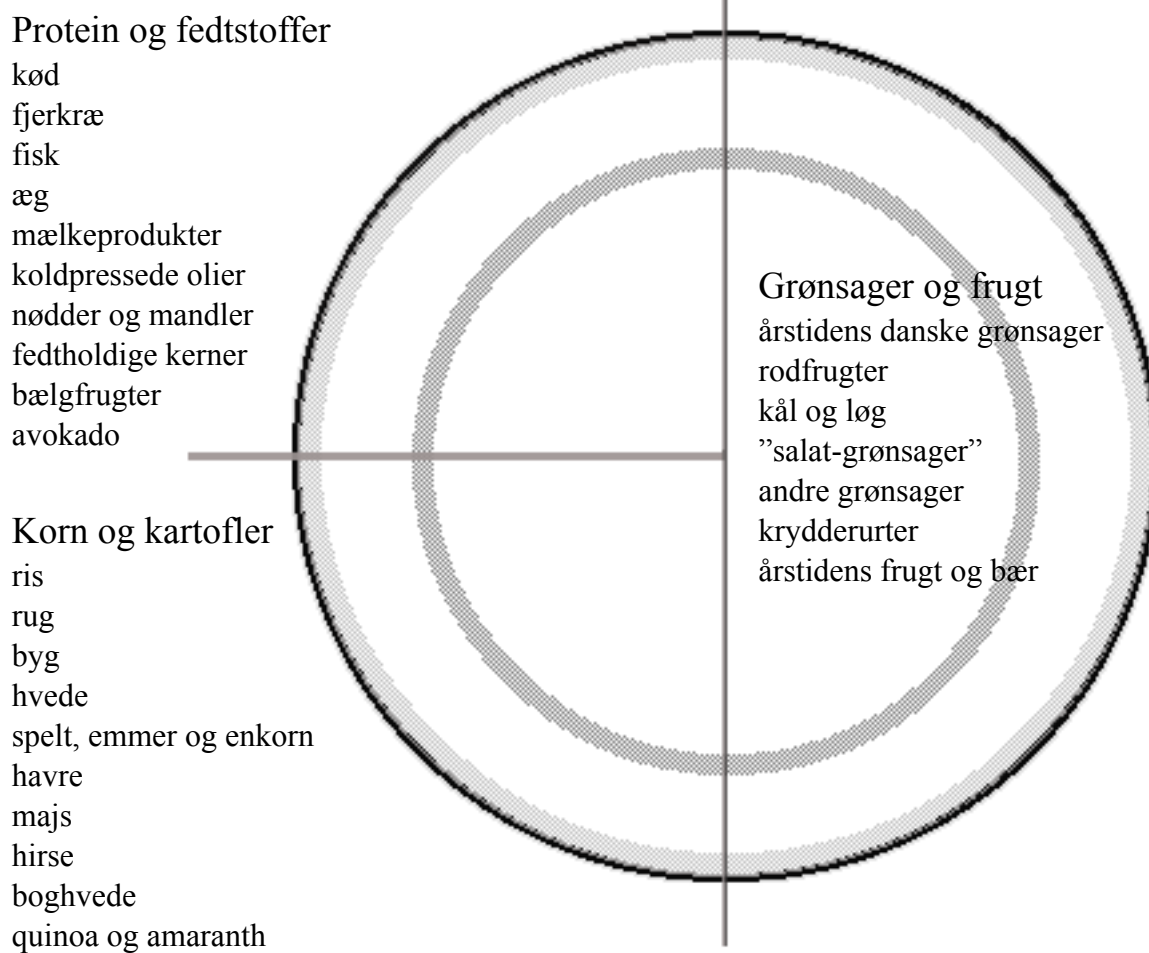 Protein og fedtstoffer
kød
fjerkræ
fisk
æg
mælkeprodukter
koldpressede olier
nødder og mandler
fedtholdige kerner
bælgfrugter
avokado
Korn og kartofler
ris
rug
byg
hvede
spelt, emmer og enkorn
havre
majs
hirse
boghvede
quinoa og amaranth
Grønsager og frugt
årstidens danske grønsager
rodfrugter
kål og løg
”salat-grønsager”
andre grønsager
krydderurter
årstidens frugt og bær